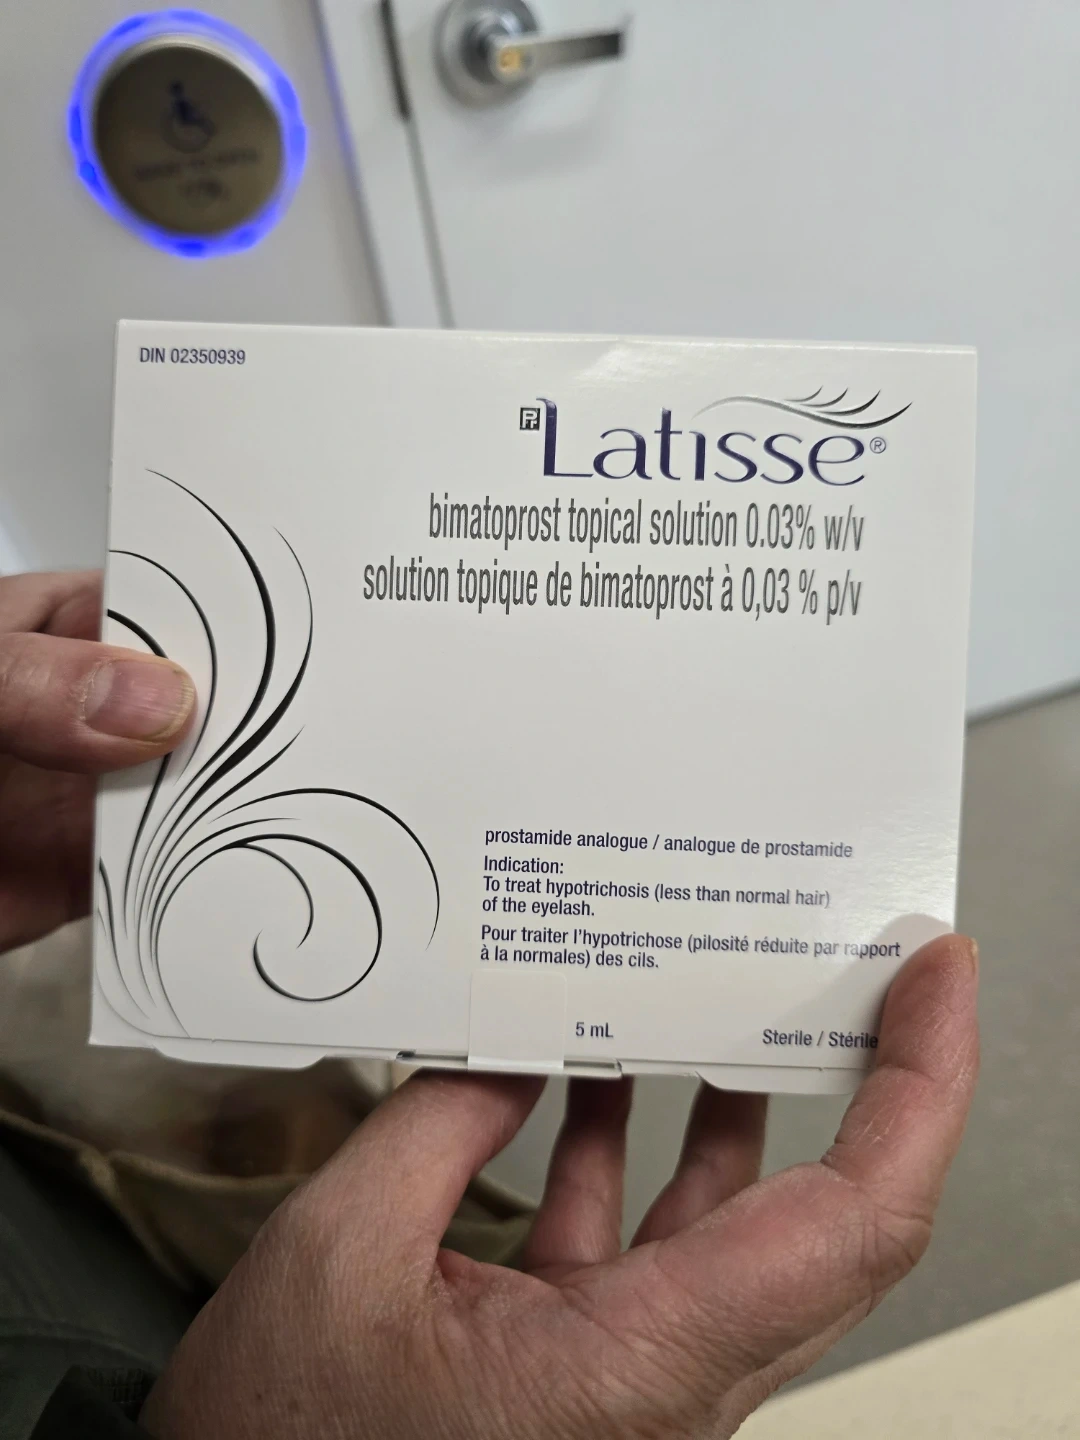 DIN 02350939
Pr
Latisse®
bimatoprost topical solution 0.03% w/v
solution topique de bimatoprost à 0,03 % p/v
prostamide analogue / analogue de prostamide
Indication:
To treat hypotrichosis (less than normal hair)
of the eyelash.
Pour traiter l'hypotrichose (pilosité réduite par rapport
à la normales) des cils.
5 mL
Sterile / Stérile